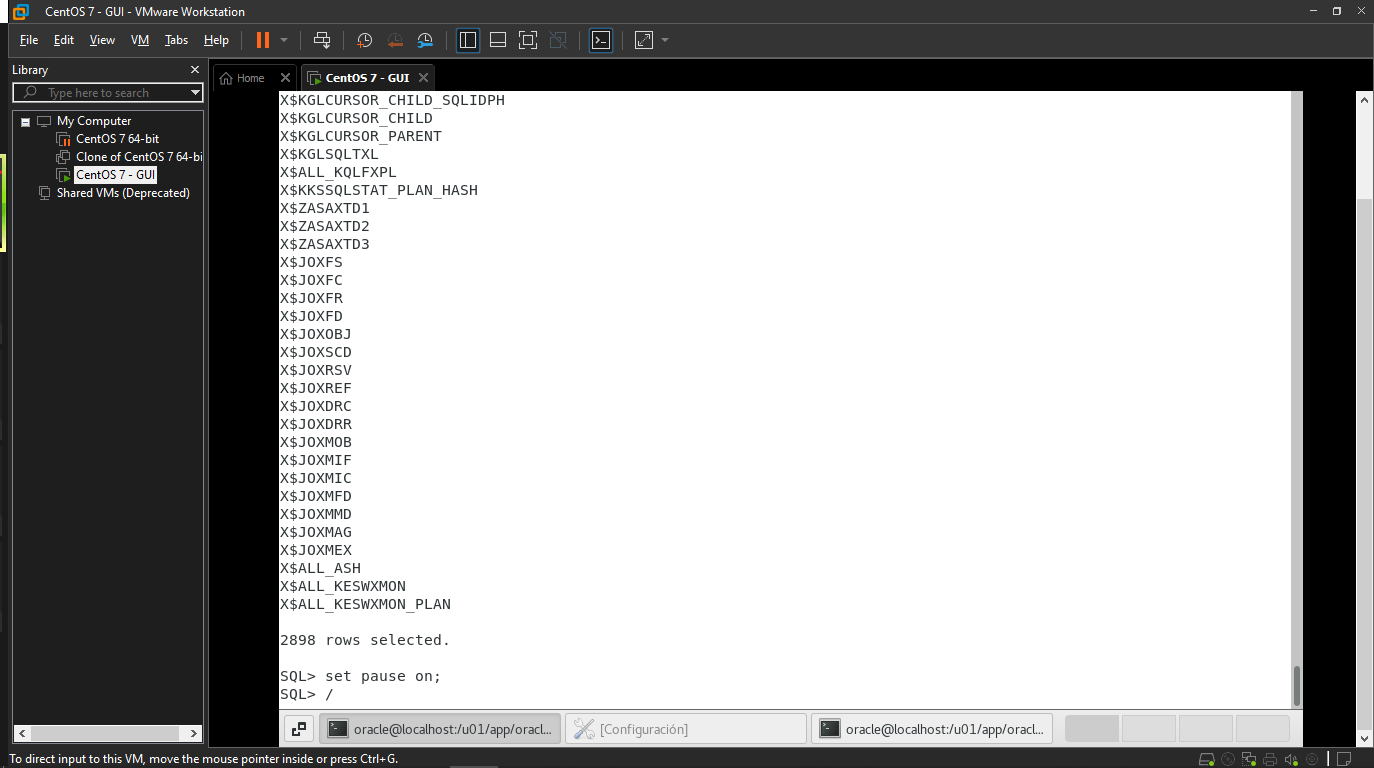 CentOS 7 - GUI - VMware Workstation
File Edit View VM Tabs Help
Library
Home
CentOS 7 - GUI
Type here to search
My Computer
CentOS 7 64-bit
Clone of CentOS 7 64-bi
CentOS 7 - GUI
Shared VMs (Deprecated)
X$KGLCURSOR_CHILD_SQLIDPH
X$KGLCURSOR_CHILD
X$KGLCURSOR_PARENT
X$KGLSQLTXL
X$ALL_KQLFXPL
X$KKSSQLSTAT_PLAN_HASH
X$ZASAXTD1
X$ZASAXTD2
X$ZASAXTD3
X$JOXFS
X$JOXFC
X$JOXFR
X$JOXFD
X$JOXOBJ
X$JOXSCD
X$JOXRSV
X$JOXREF
X$JOXDRC
X$JOXDRR
X$JOXMOB
X$JOXMIF
X$JOXMIC
X$JOXMFD
X$JOXMMD
X$JOXMAG
X$JOXMEX
X$ALL_ASH
X$ALL_KESWXMON
X$ALL_KESWXMON_PLAN
2898 rows selected.
SQL> set pause on;
SQL> /
oracle@localhost:/u01/app/oracl...
[Configuración]
oracle@localhost:/u01/app/oracl...
To direct input to this VM, move the mouse pointer inside or press Ctrl+G.